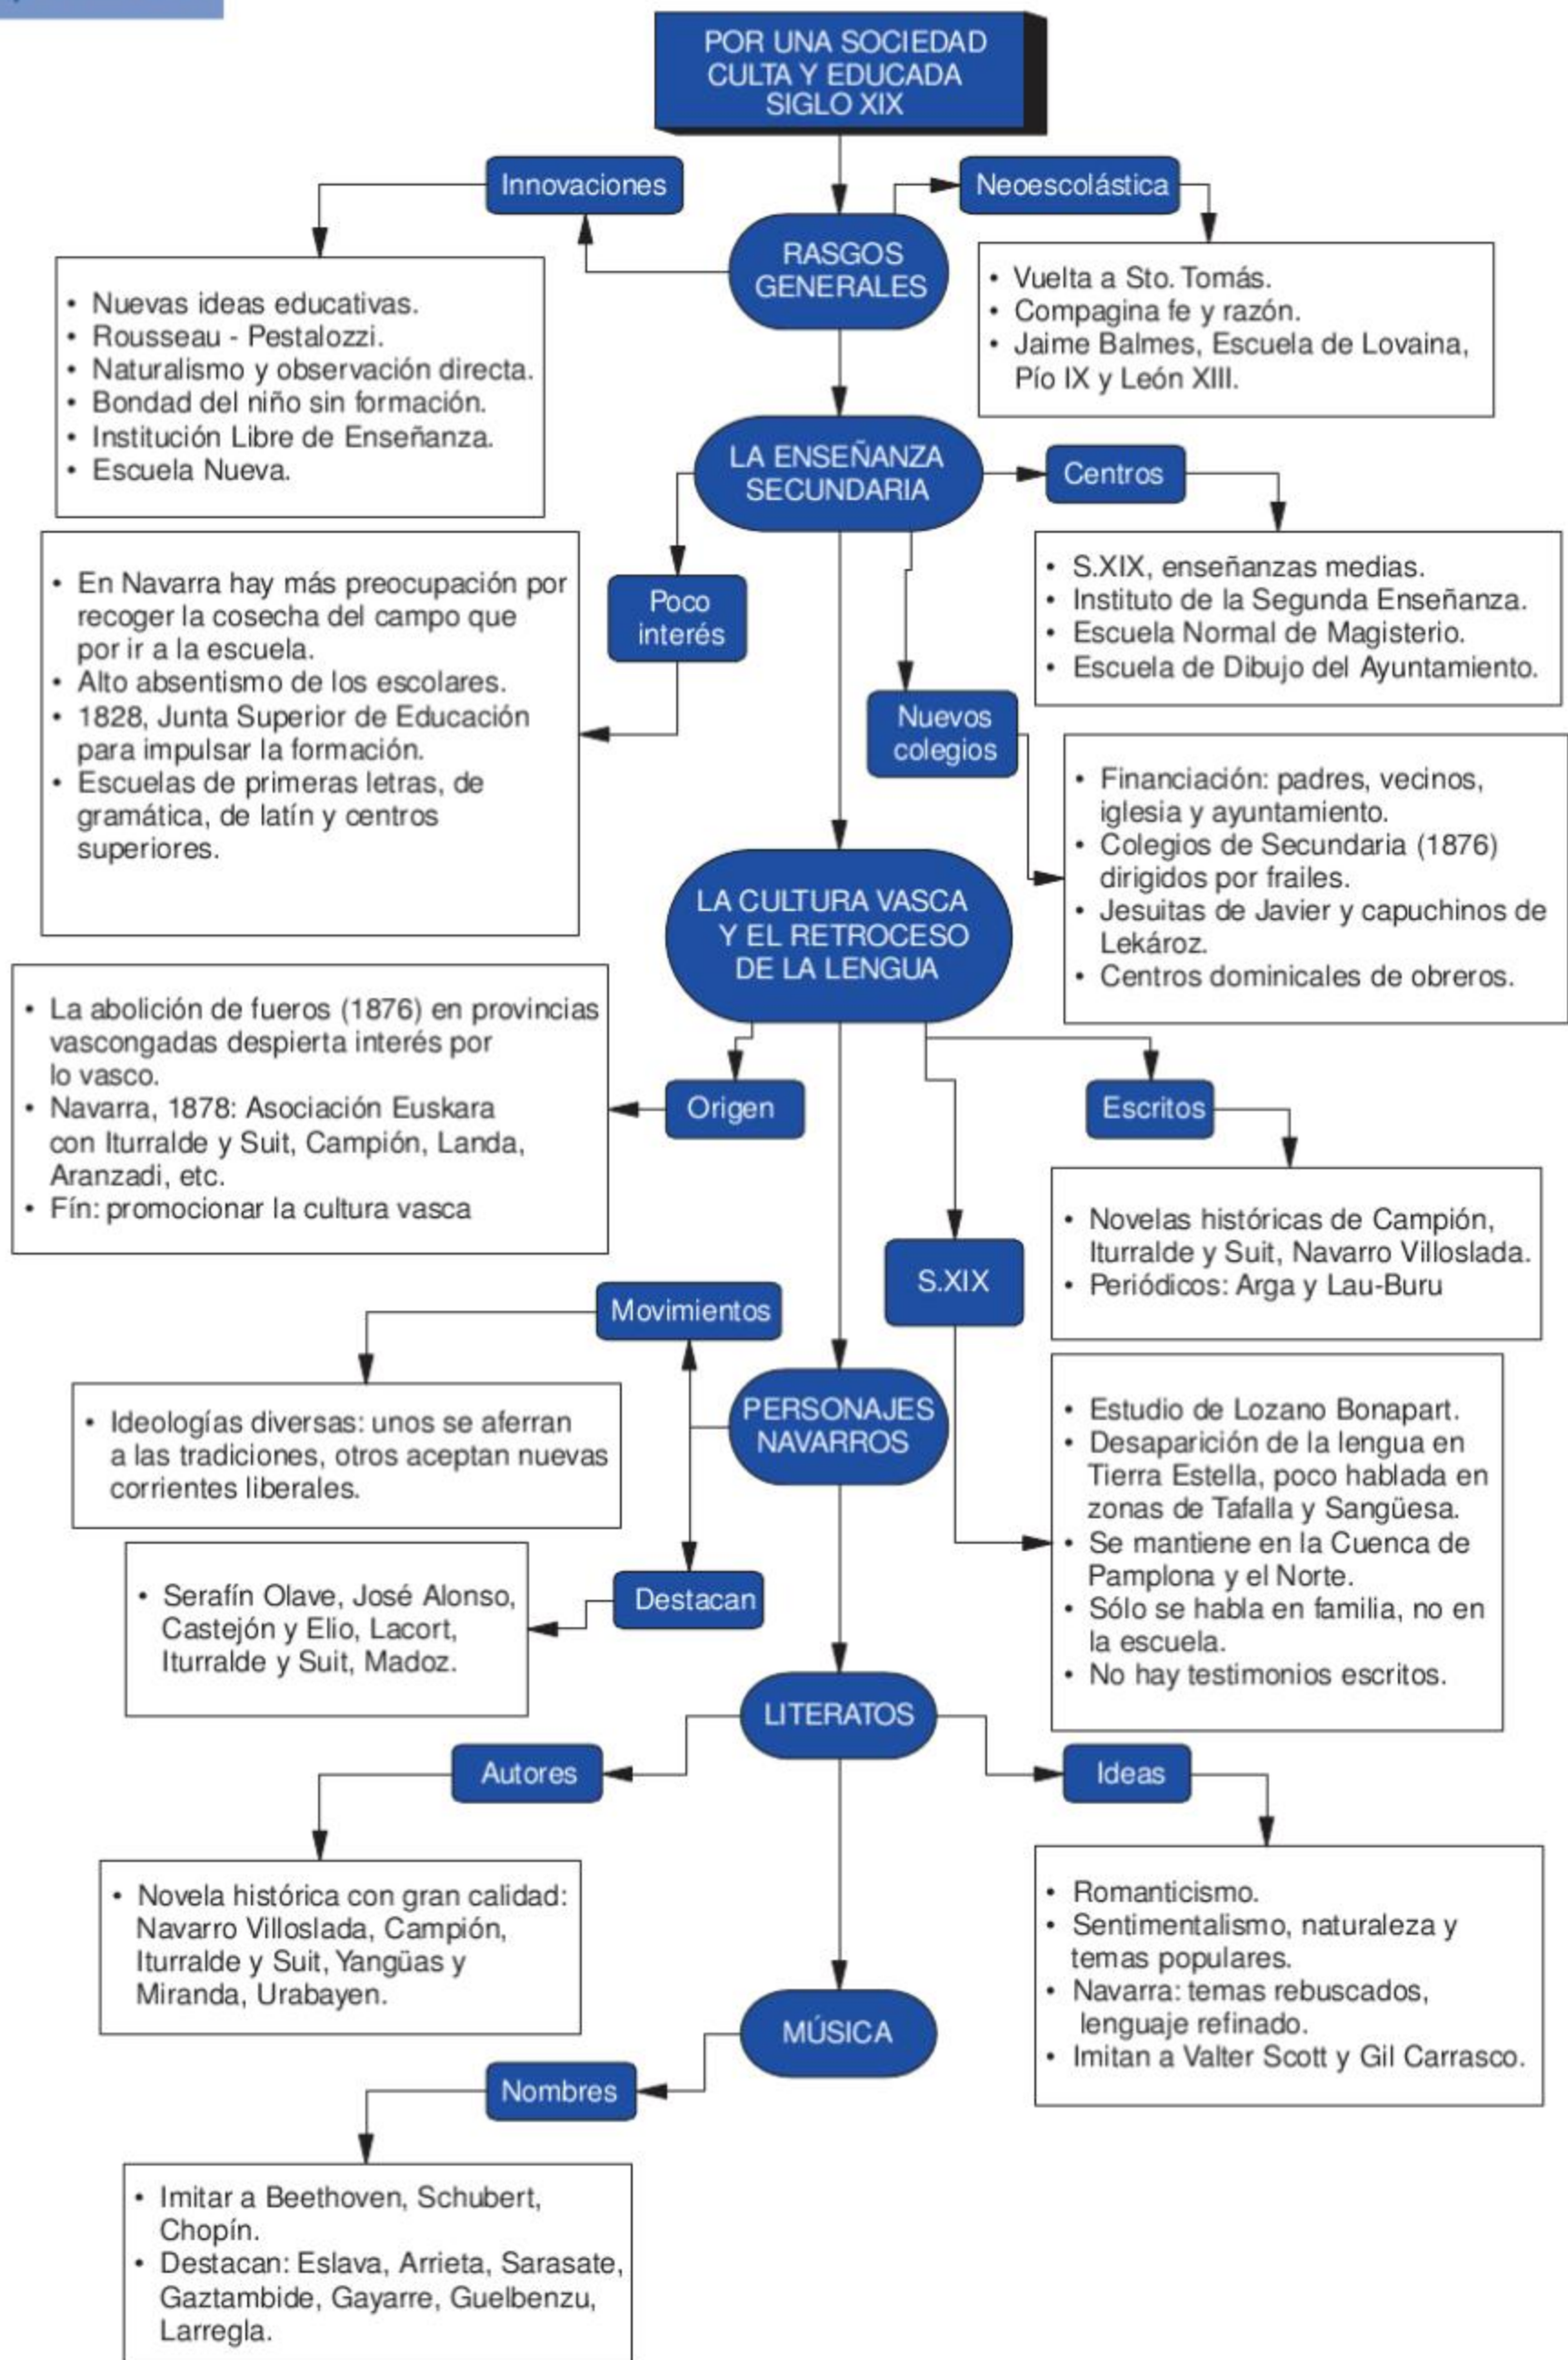 POR UNA SOCIEDAD
CULTA Y EDUCADA
SIGLO XIX
RASGOS
GENERALES
Innovaciones
• Nuevas ideas educativas.
• Rousseau - Pestalozzi.
• Naturalismo y observación directa.
• Bondad del niño sin formación.
• Institución Libre de Enseñanza.
• Escuela Nueva.
Neoescolástica
• Vuelta a Sto. Tomás.
• Compagina fe y razón.
• Jaime Balmes, Escuela de Lovaina,
Pío IX y León XIII.
LA ENSEÑANZA
SECUNDARIA
Poco
interés
• En Navarra hay más preocupación por
recoger la cosecha del campo que
por ir a la escuela.
• Alto absentismo de los escolares.
• 1828, Junta Superior de Educación
para impulsar la formación.
• Escuelas de primeras letras, de
gramática, de latín y centros
superiores.
Centros
• S.XIX, enseñanzas medias.
• Instituto de la Segunda Enseñanza.
• Escuela Normal de Magisterio.
• Escuela de Dibujo del Ayuntamiento.
Nuevos
colegios
• Financiación: padres, vecinos,
iglesia y ayuntamiento.
• Colegios de Secundaria (1876)
dirigidos por frailes.
• Jesuitas de Javier y capuchinos de
Lekároz.
• Centros dominicales de obreros.
LA CULTURA VASCA
Y EL RETROCESO
DE LA LENGUA
Origen
• La abolición de fueros (1876) en provincias
vascongadas despierta interés por
lo vasco.
• Navarra, 1878: Asociación Euskara
con Iturralde y Suit, Campión, Landa,
Aranzadi, etc.
• Fín: promocionar la cultura vasca
Escritos
• Novelas históricas de Campión,
Iturralde y Suit, Navarro Villoslada.
• Periódicos: Arga y Lau-Buru
S.XIX
• Estudio de Lozano Bonapart.
• Desaparición de la lengua en
Tierra Estella, poco hablada en
zonas de Tafalla y Sangüesa.
• Se mantiene en la Cuenca de
Pamplona y el Norte.
• Sólo se habla en familia, no en
la escuela.
• No hay testimonios escritos.
PERSONAJES
NAVARROS
Movimientos
• Ideologías diversas: unos se aferran
a las tradiciones, otros aceptan nuevas
corrientes liberales.
Destacan
• Serafín Olave, José Alonso,
Castejón y Elio, Lacort,
Iturralde y Suit, Madoz.
LITERATOS
Autores
• Novela histórica con gran calidad:
Navarro Villoslada, Campión,
Iturralde y Suit, Yangüas y
Miranda, Urabayen.
Ideas
• Romanticismo.
• Sentimentalismo, naturaleza y
temas populares.
• Navarra: temas rebuscados,
lenguaje refinado.
• Imitan a Valter Scott y Gil Carrasco.
MÚSICA
Nombres
• Imitar a Beethoven, Schubert,
Chopín.
• Destacan: Eslava, Arrieta, Sarasate,
Gaztambide, Gayarre, Guelbenzu,
Larregla.